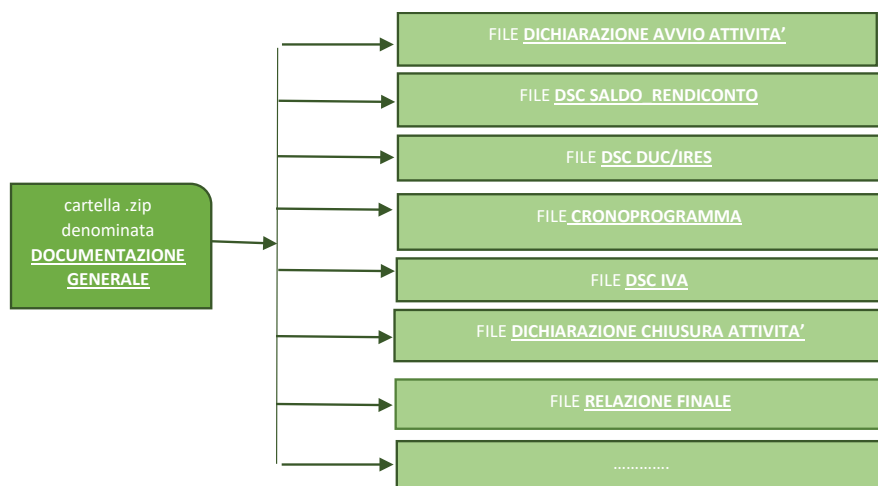 FILE DICHIARAZIONE AVVIO ATTIVITA’
FILE DSC SALDO RENDICONTO
FILE DSC DUC/IRES
cartella .zip
denominata
DOCUMENTAZIONE
GENERALE
FILE CRONOPROGRAMMA
FILE DSC IVA
FILE DICHIARAZIONE CHIUSURA ATTIVITA’
FILE RELAZIONE FINALE
………….